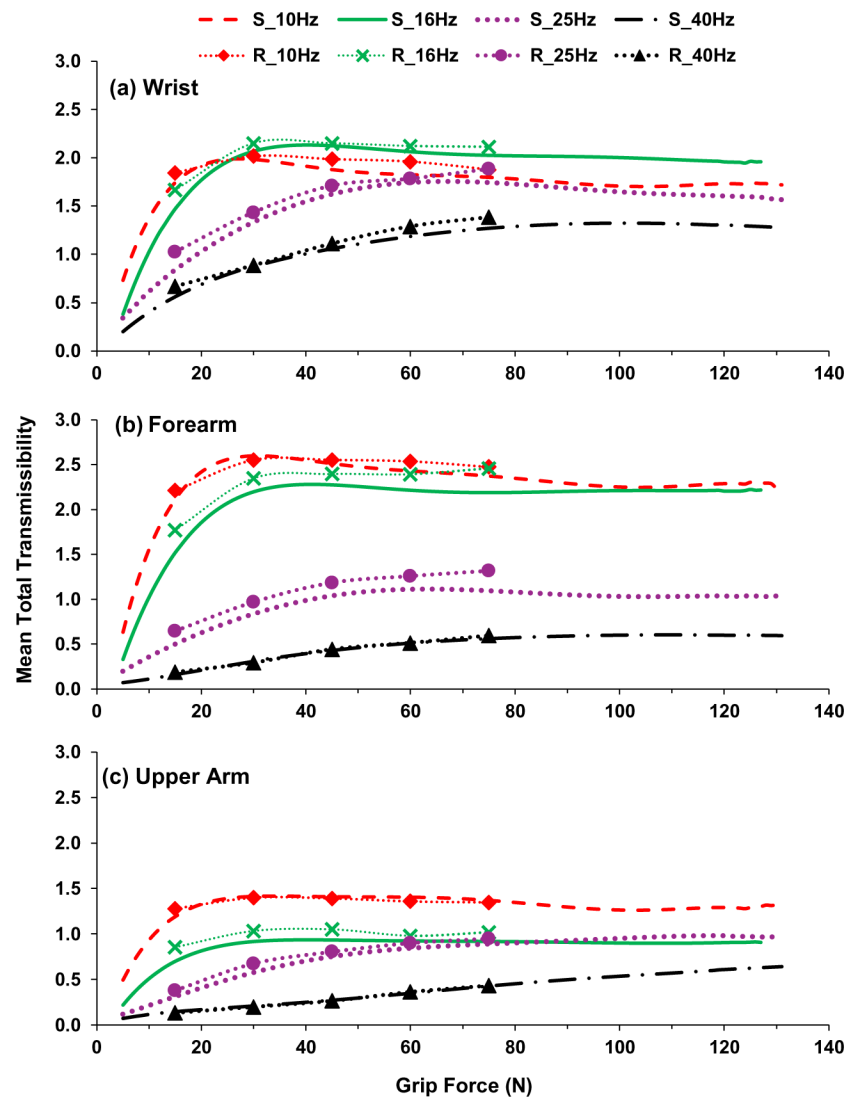 S_10Hz S_16Hz S_25Hz S_40Hz
R_10Hz R_16Hz R_25Hz R_40Hz
Mean Total Transmissibility
(a) Wrist
3.0
2.5
2.0
1.5
1.0
0.5
0.0
0 20 40 60 80 100 120 140
(b) Forearm
3.0
2.5
2.0
1.5
1.0
0.5
0.0
0 20 40 60 80 100 120 140
(c) Upper Arm
3.0
2.5
2.0
1.5
1.0
0.5
0.0
0 20 40 60 80 100 120 140
Grip Force (N)